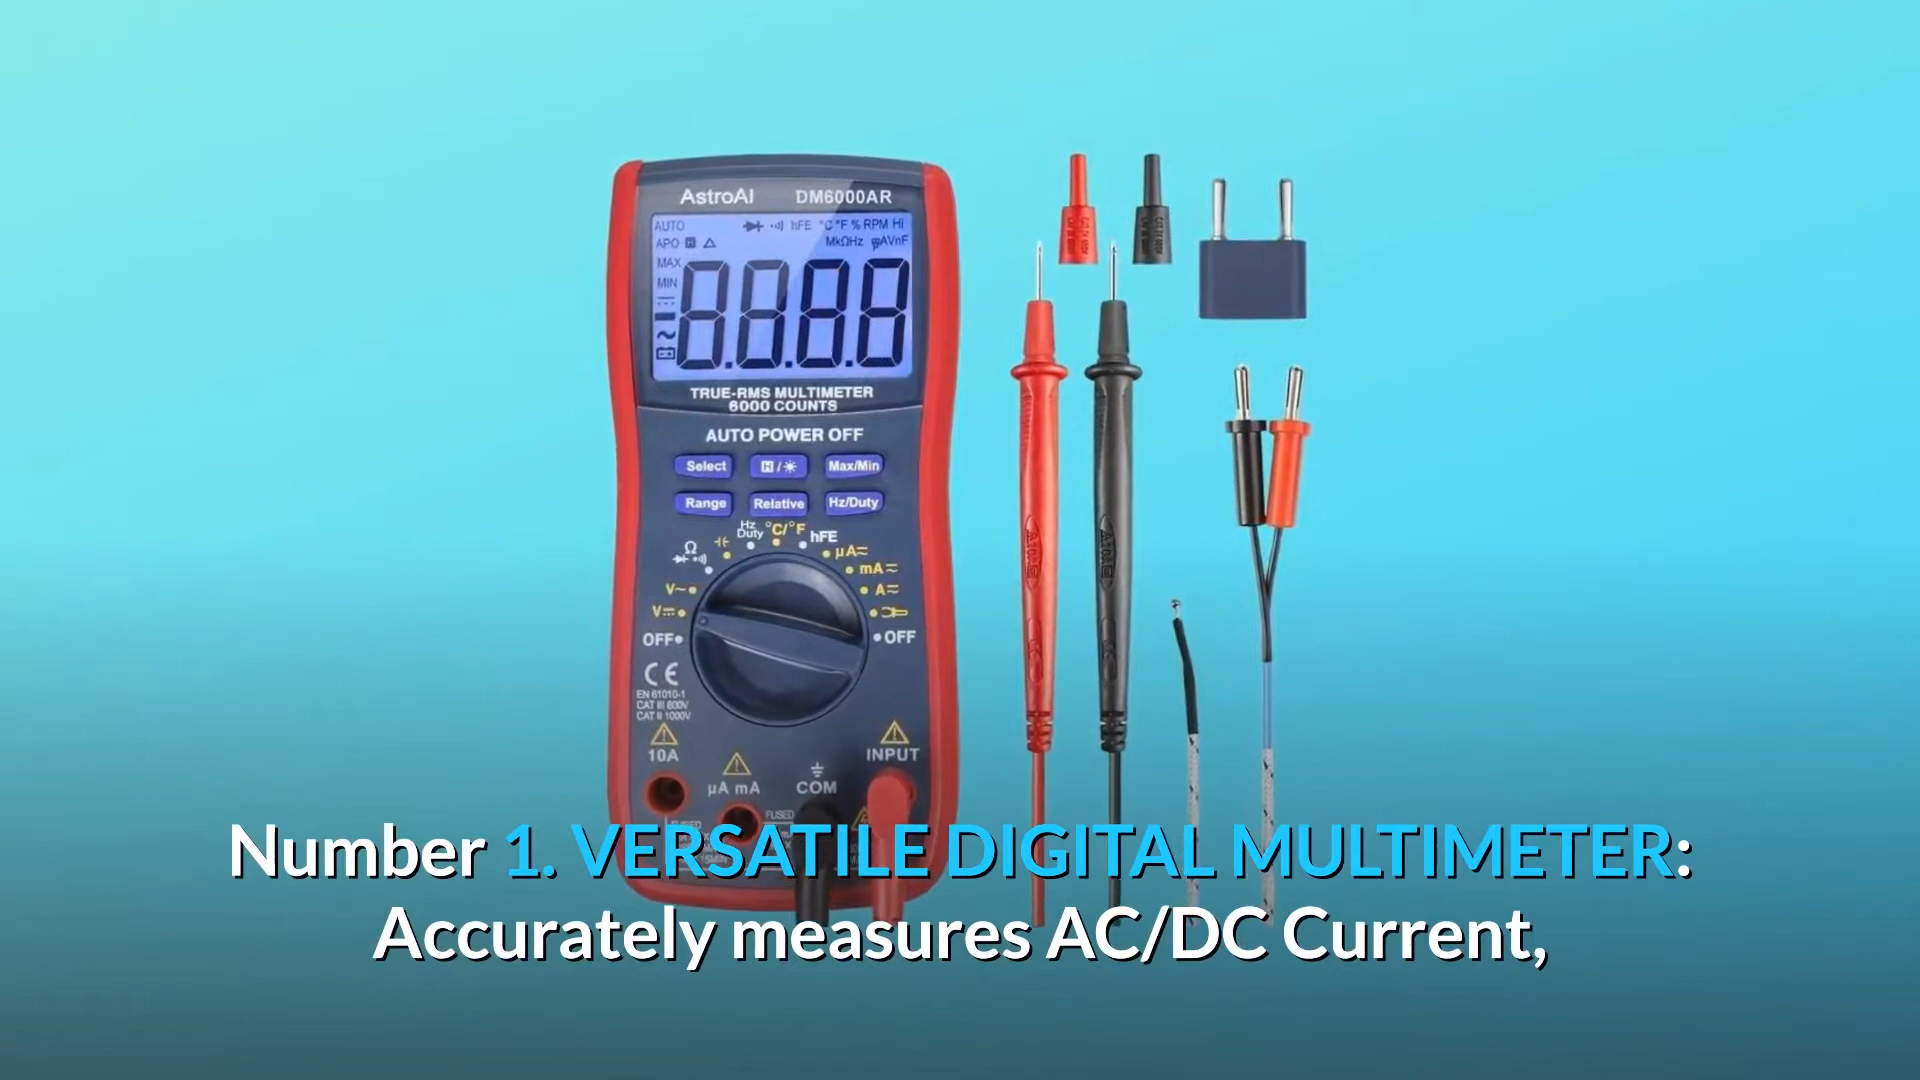 AstroAI DM6000AR
AUTO hFE °C °F % RPM Hi
APO H MkΩHz
MAX
MIN
8.8.8.8
TRUE-RMS MULTIMETER
6000 COUNTS
AUTO POWER OFF
Select H / Max/Min
Range Relative Hz/Duty
Hz
Duty °C/°F hFE
Ω µA
mA
V~ A
V
OFF OFF
CE
EN 61010-1
CAT III 600V
CAT II 1000V
10A INPUT
µA mA COM
FUSED
Number 1. VERSATILE DIGITAL MULTIMETER:
Accurately measures AC/DC Current,